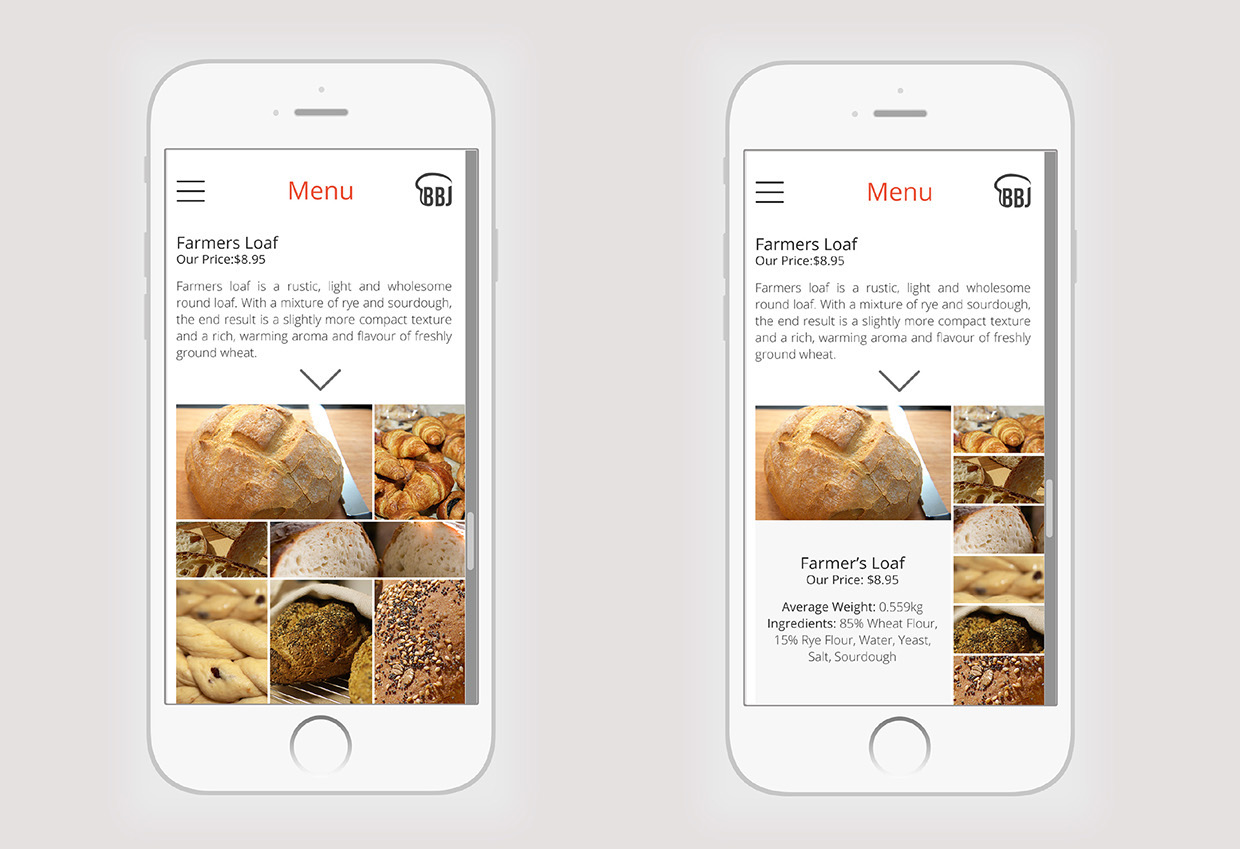 Menu
BBJ
Farmers Loaf
Our Price:$8.95
Farmers loaf is a rustic, light and wholesome
round loaf. With a mixture of rye and sourdough,
the end result is a slightly more compact texture
and a rich, warming aroma and flavour of freshly
ground wheat.
Menu
BBJ
Farmers Loaf
Our Price:$8.95
Farmers loaf is a rustic, light and wholesome
round loaf. With a mixture of rye and sourdough,
the end result is a slightly more compact texture
and a rich, warming aroma and flavour of freshly
ground wheat.
Farmer’s Loaf
Our Price: $8.95
Average Weight: 0.559kg
Ingredients: 85% Wheat Flour,
15% Rye Flour, Water, Yeast,
Salt, Sourdough